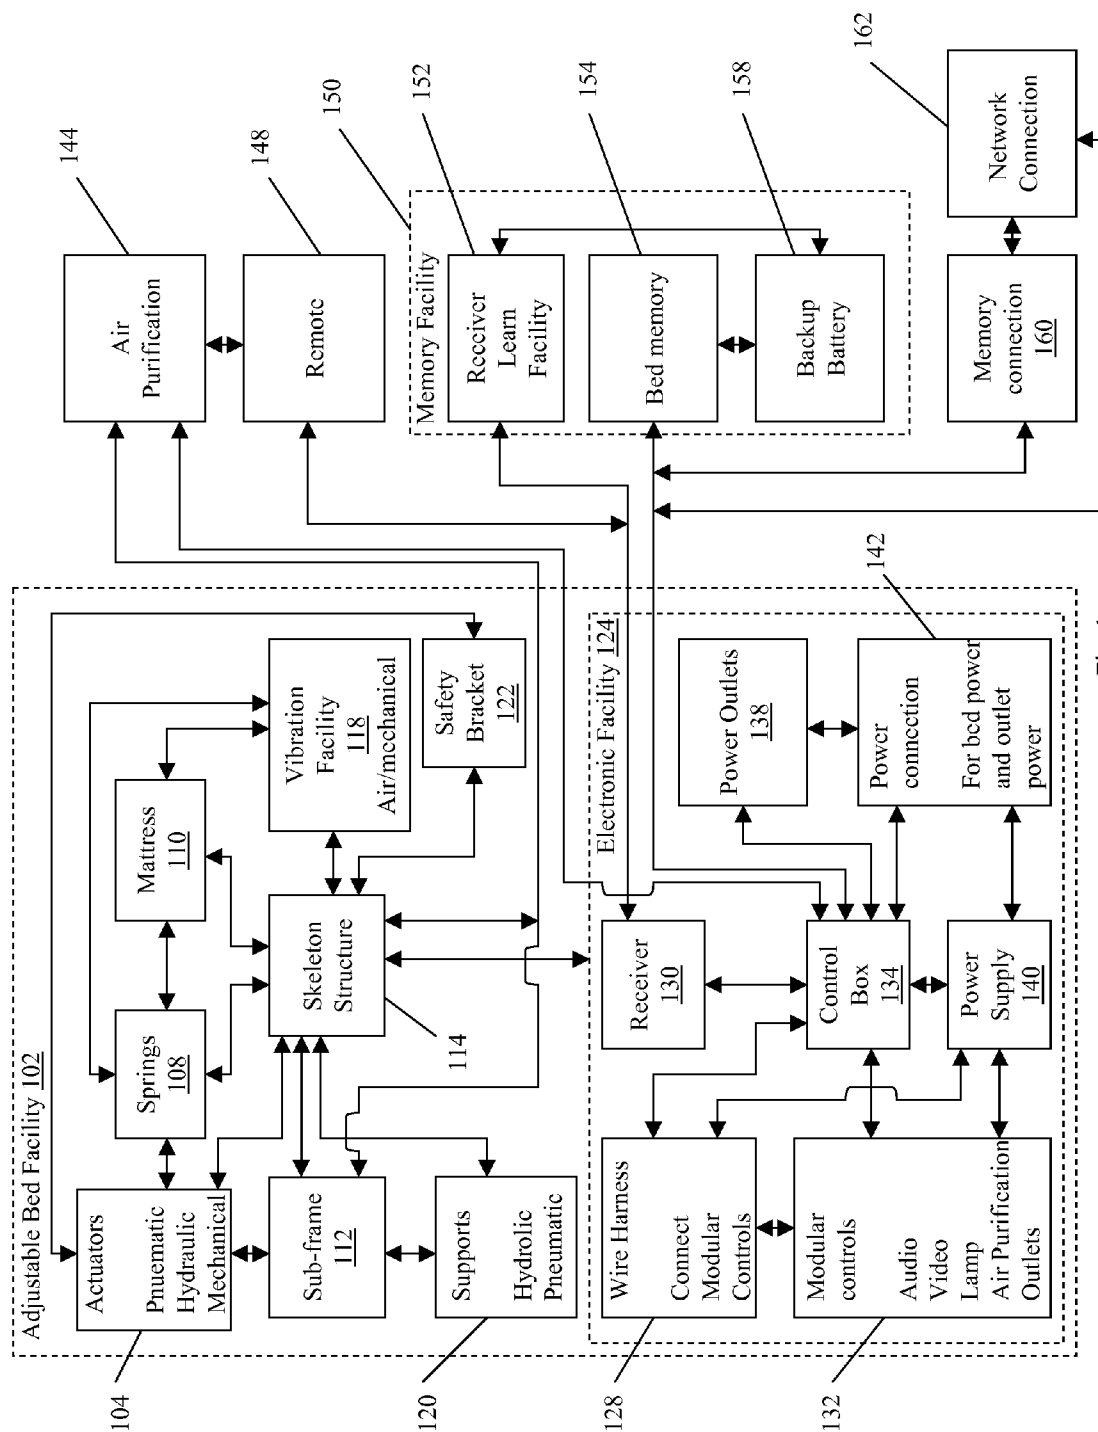 Adjustable Bed Facility 102
Actuators
Pnuematic
Hydraulic
Mechanical
104
Springs
108
Mattress
110
Vibration
Facility
118
Air/mechanical
Sub-frame
112
Skeleton
Structure
114
Safety
Bracket
122
Supports
Hydrolic
Pneumatic
120
Electronic Facility 124
Wire Harness
Connect
Modular
Controls
128
Receiver
130
Power Outlets
138
Modular
controls
Audio
Video
Lamp
Air Purification
Outlets
132
Control
Box
134
Power
Supply
140
Power
connection
For bed power
and outlet
power
142
Air
Purification
144
Remote
148
Memory Facility
150
Receiver
Learn
Facility
152
Bed memory
154
Backup
Battery
158
Memory
connection
160
Network
Connection
162